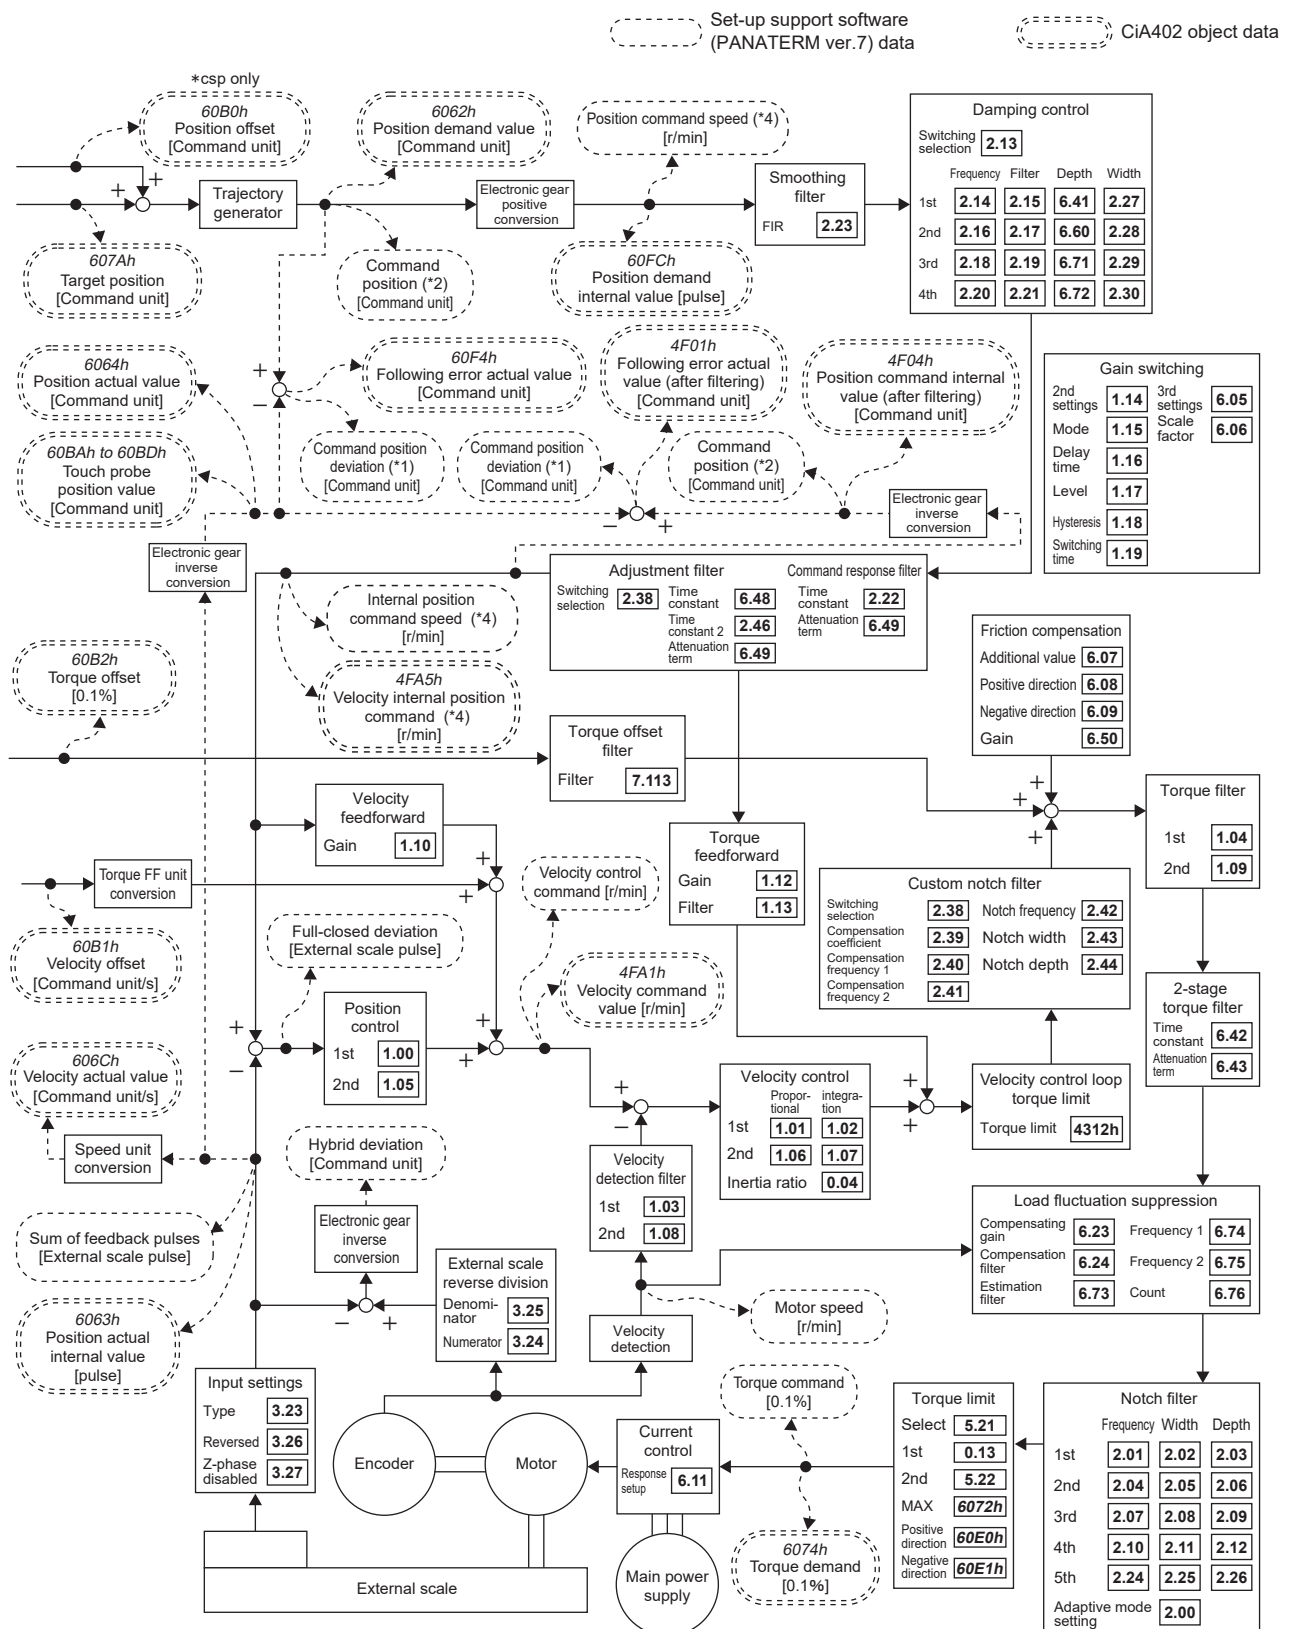 Set-up support software
(PANATERM ver.7) data
CiA402 object data
*csp only
60B0h
Position offset
[Command unit]
6062h
Position demand value
[Command unit]
Position command speed (*4)
[r/min]
Damping control
Switching
selection 2.13
Frequency Filter Depth Width
1st 2.14 2.15 6.41 2.27
2nd 2.16 2.17 6.60 2.28
3rd 2.18 2.19 6.71 2.29
4th 2.20 2.21 6.72 2.30
+ +
Trajectory
generator
Electronic gear
positive
conversion
Smoothing
filter
FIR 2.23
607Ah
Target position
[Command unit]
Command
position (*2)
[Command unit]
60FCh
Position demand
internal value [pulse]
6064h
Position actual value
[Command unit]
+
−
60F4h
Following error actual value
[Command unit]
4F01h
Following error actual
value (after filtering)
[Command unit]
4F04h
Position command internal
value (after filtering)
[Command unit]
Gain switching
2nd
settings 1.14
3rd
settings 6.05
Mode 1.15
Scale
factor 6.06
Delay
time 1.16
Level 1.17
Hysteresis 1.18
Switching
time 1.19
60BAh to 60BDh
Touch probe
position value
[Command unit]
Command position
deviation (*1)
[Command unit]
Command position
deviation (*1)
[Command unit]
Command
position (*2)
[Command unit]
− +
Electronic gear
inverse
conversion
Electronic gear
inverse
conversion
Adjustment filter
Command response filter
Switching
selection 2.38
Time
constant 6.48
Time
constant 2.22
Time
constant 2 2.46
Attenuation
term 6.49
Attenuation
term 6.49
Internal position
command speed (*4)
[r/min]
4FA5h
Velocity internal position
command (*4)
[r/min]
60B2h
Torque offset
[0.1%]
Friction compensation
Additional value 6.07
Positive direction 6.08
Negative direction 6.09
Gain 6.50
Torque offset
filter
Filter 7.113
+
+
+
Torque filter
1st 1.04
2nd 1.09
Velocity
feedforward
Gain 1.10
Torque
feedforward
Gain 1.12
Filter 1.13
Torque FF unit
conversion
+
+
Velocity control
command [r/min]
Custom notch filter
Switching
selection 2.38
Notch frequency 2.42
Compensation
coefficient 2.39
Notch width 2.43
Compensation
frequency 1 2.40
Notch depth 2.44
Compensation
frequency 2 2.41
60B1h
Velocity offset
[Command unit/s]
Full-closed deviation
[External scale pulse]
4FA1h
Velocity command
value [r/min]
2-stage
torque filter
Time
constant 6.42
Attenuation
term 6.43
+
−
Position
control
1st 1.00
2nd 1.05
+
+
606Ch
Velocity actual value
[Command unit/s]
+
−
Velocity control
Propor-
tional
integra-
tion
1st 1.01 1.02
2nd 1.06 1.07
Inertia ratio 0.04
+
+
Velocity control loop
torque limit
Torque limit 4312h
Speed unit
conversion
Hybrid deviation
[Command unit]
Velocity
detection filter
1st 1.03
2nd 1.08
Load fluctuation suppression
Compensating
gain 6.23
Frequency 1 6.74
Compensation
filter 6.24
Frequency 2 6.75
Estimation
filter 6.73
Count 6.76
Sum of feedback pulses
[External scale pulse]
Electronic gear
inverse
conversion
External scale
reverse division
Denomi-
nator 3.25
Numerator 3.24
− +
6063h
Position actual
internal value
[pulse]
Motor speed
[r/min]
Velocity
detection
Input settings
Type 3.23
Reversed 3.26
Z-phase
disabled 3.27
Encoder
Motor
Current
control
Response
setup 6.11
Torque command
[0.1%]
Torque limit
Select 5.21
1st 0.13
2nd 5.22
MAX 6072h
Positive
direction 60E0h
Negative
direction 60E1h
Notch filter
Frequency Width Depth
1st 2.01 2.02 2.03
2nd 2.04 2.05 2.06
3rd 2.07 2.08 2.09
4th 2.10 2.11 2.12
5th 2.24 2.25 2.26
Adaptive mode
setting 2.00
6074h
Torque demand
[0.1%]
External scale
Main power
supply